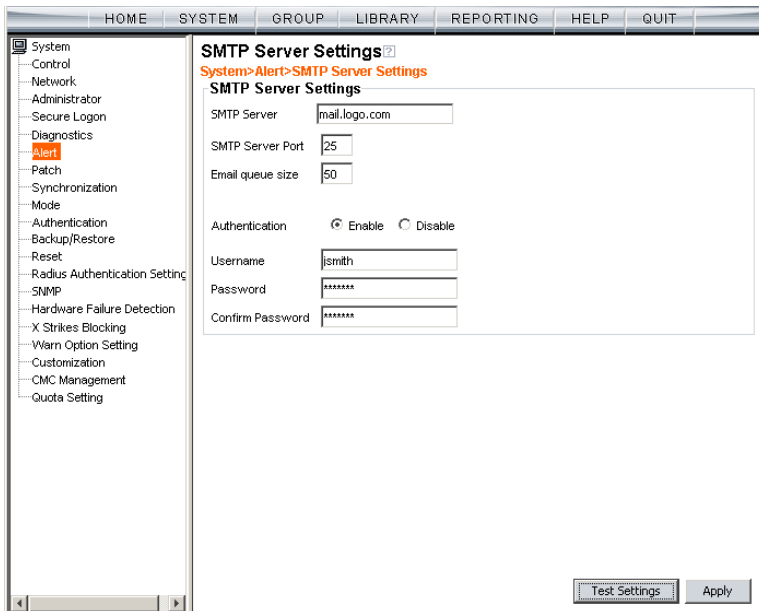 HOME SYSTEM GROUP LIBRARY REPORTING HELP QUIT
System
Control
Network
Administrator
Secure Logon
Diagnostics
Alert
Patch
Synchronization
Mode
Authentication
Backup/Restore
Reset
Radius Authentication Setting
SNMP
Hardware Failure Detection
X Strikes Blocking
Warn Option Setting
Customization
CMC Management
Quota Setting
SMTP Server Settings ?
System>Alert>SMTP Server Settings
SMTP Server Settings
SMTP Server mail.logo.com
SMTP Server Port 25
Email queue size 50
Authentication Enable Disable
Username jsmith
Password *******
Confirm Password *******
Test Settings Apply